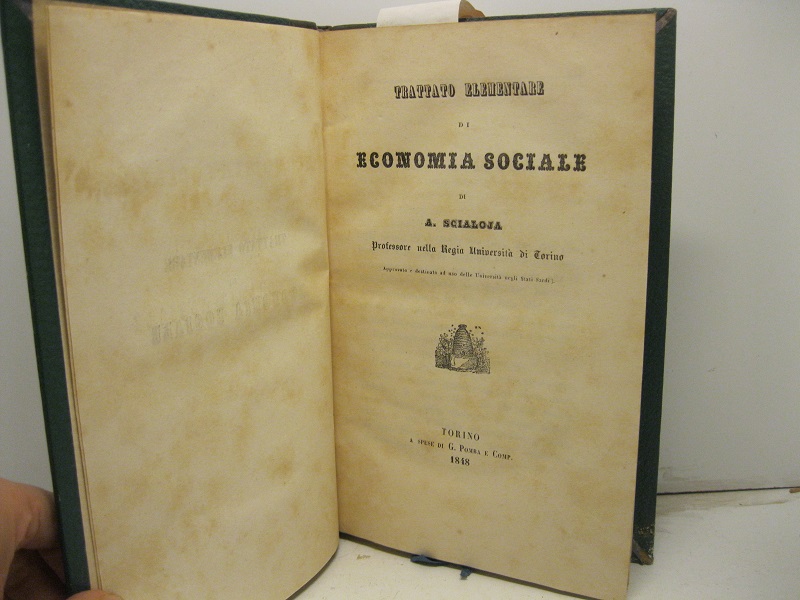 TRATTATO ELEMENTARE
DI
ECONOMIA SOCIALE
DI
A. SCIALOJA
Professore nella Regia Università di Torino
Approvato e destinato ad uso delle Università negli Stati Sardi.
TORINO
A SPESE DI G. POMBA E COMP.
1848